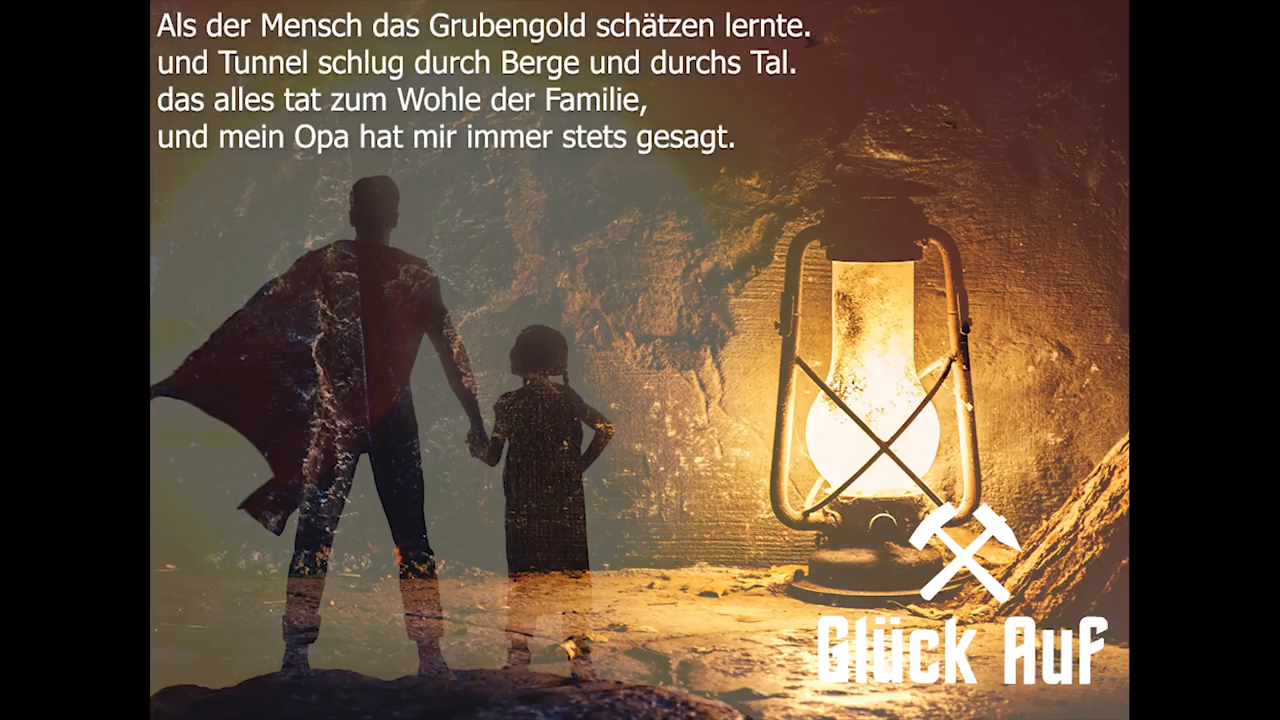 Als der Mensch das Grubengold schätzen lernte.
und Tunnel schlug durch Berge und durchs Tal.
das alles tat zum Wohle der Familie,
und mein Opa hat mir immer stets gesagt.
Glück Auf